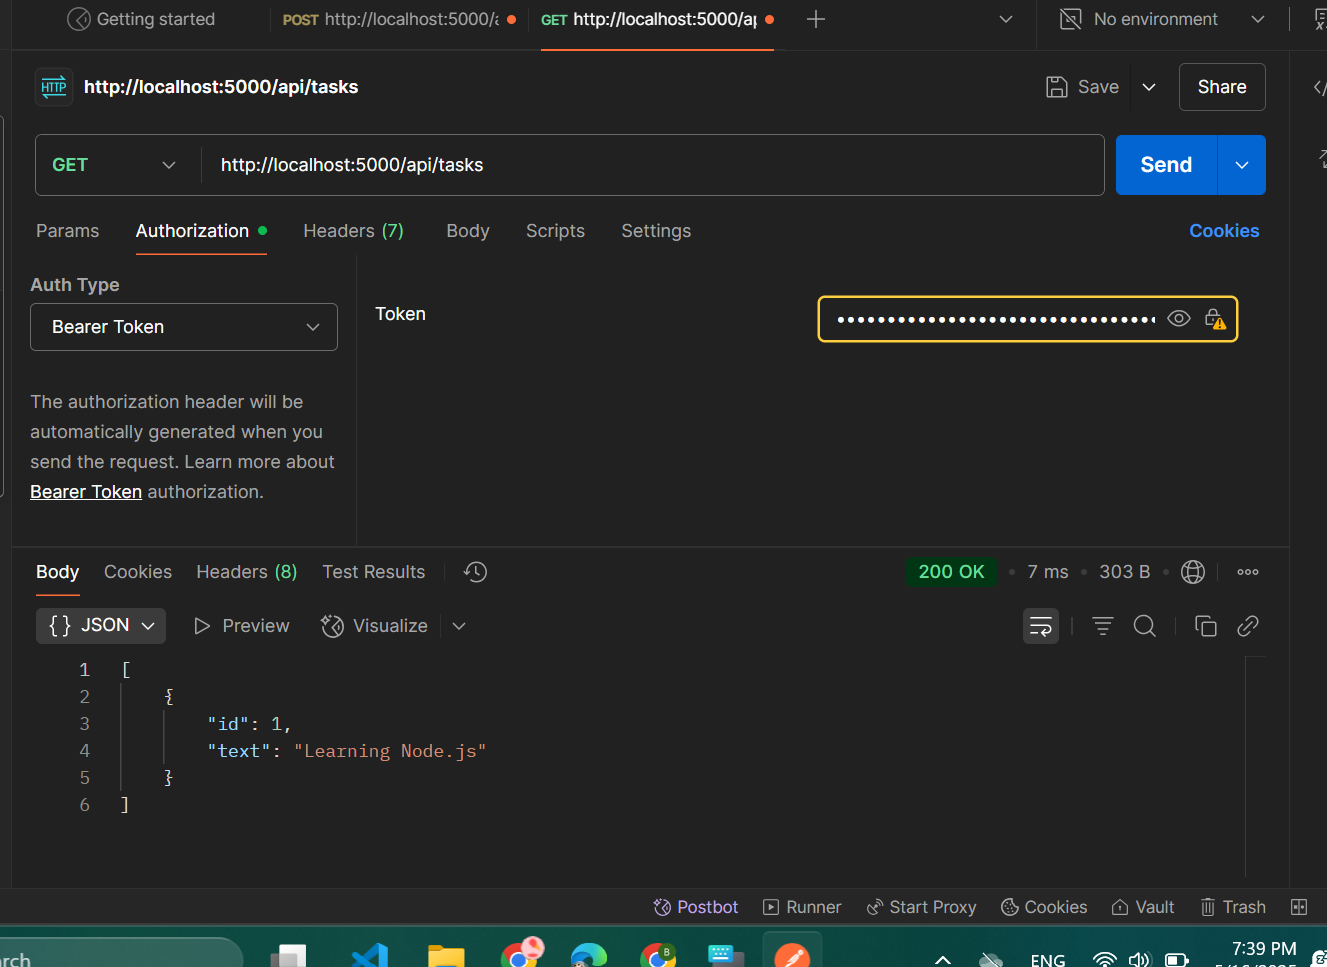 Getting started
POST http://localhost:5000/a
GET http://localhost:5000/ap
No environment
HTTP http://localhost:5000/api/tasks
Save
Share
GET
http://localhost:5000/api/tasks
Send
Params
Authorization
Headers (7)
Body
Scripts
Settings
Cookies
Auth Type
Bearer Token
Token
The authorization header will be
automatically generated when you
send the request. Learn more about
Bearer Token authorization.
Body
Cookies
Headers (8)
Test Results
200 OK
7 ms
303 B
{} JSON
Preview
Visualize
1 [
2 {
3 "id": 1,
4 "text": "Learning Node.js"
5 }
6 ]
Postbot
Runner
Start Proxy
Cookies
Vault
Trash
rch
B
ENG
7:39 PM